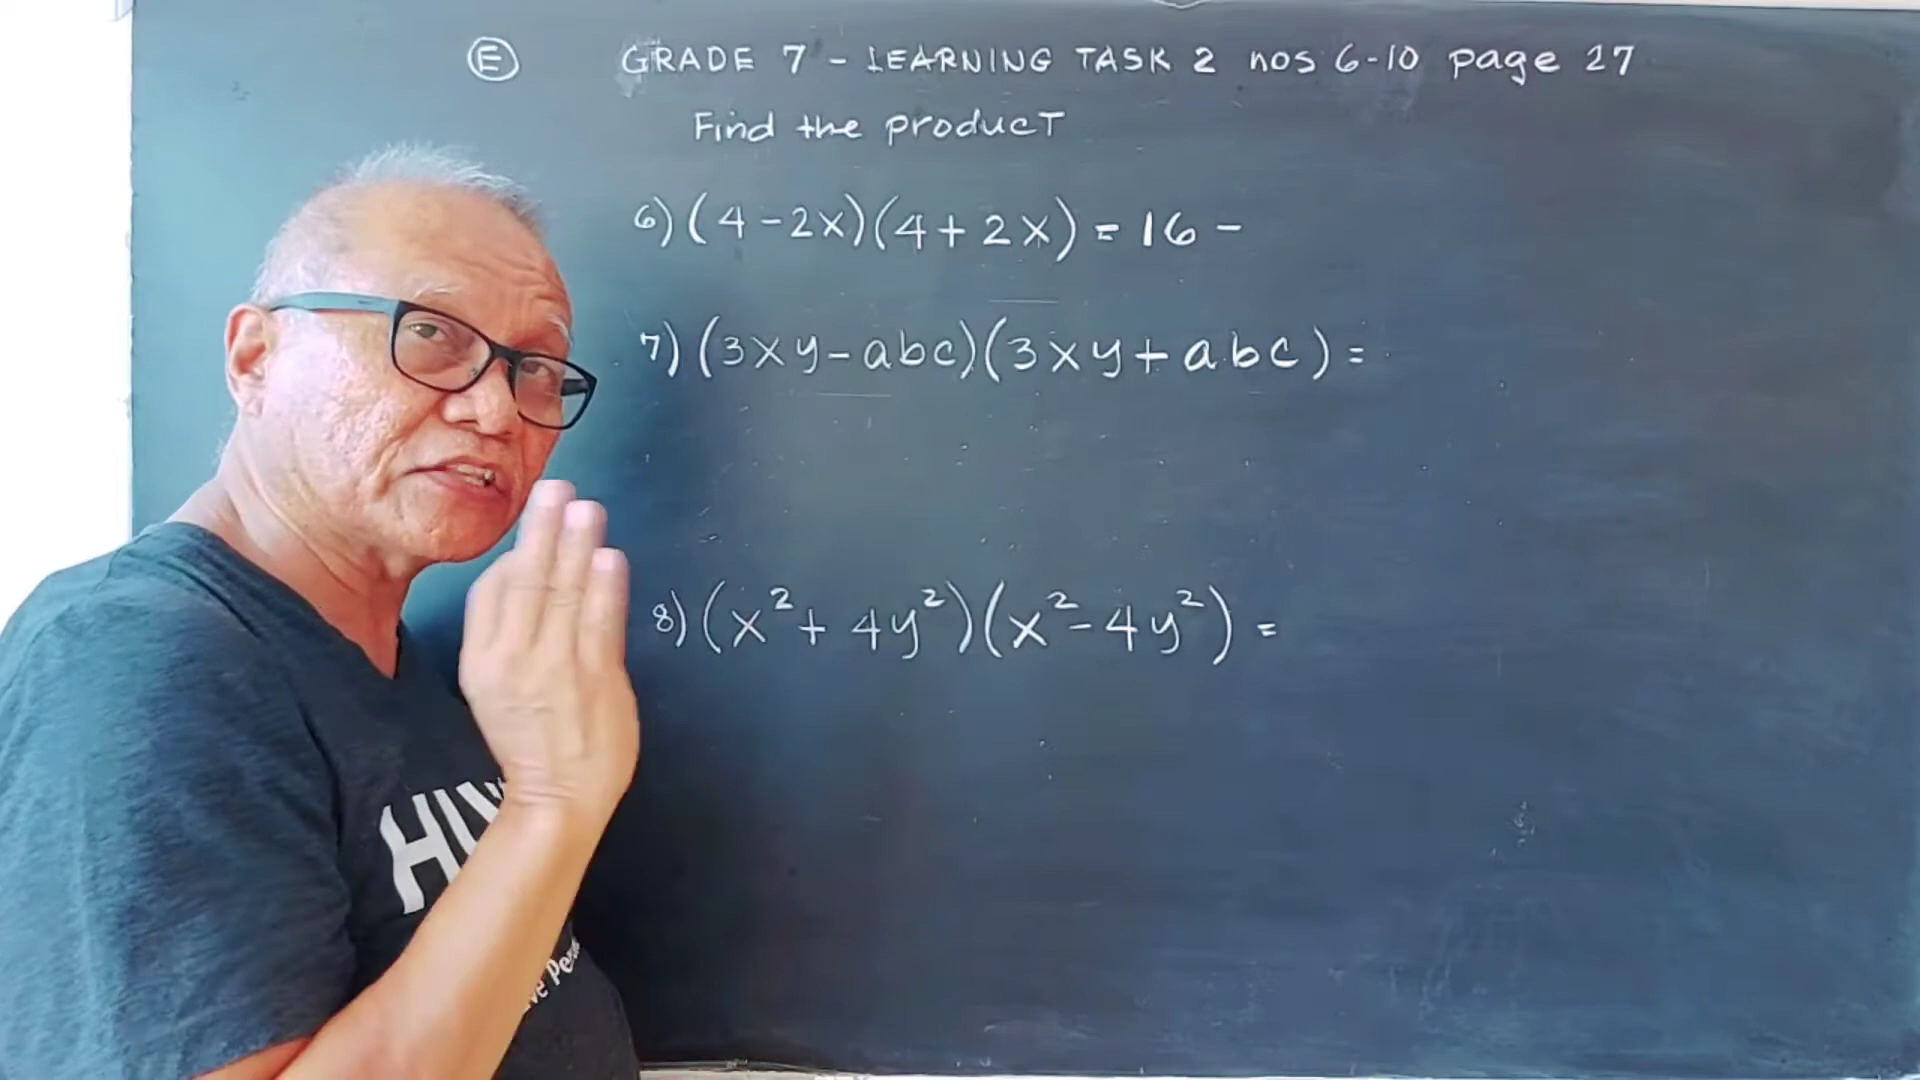 Ⓔ GRADE 7 - LEARNING TASK 2 nos 6-10 page 27
Find the producT
6) (4-2x)(4+2x) = 16 -
7) (3xy-abc)(3xy+abc) =
8) (x²+4y²)(x²-4y²) =